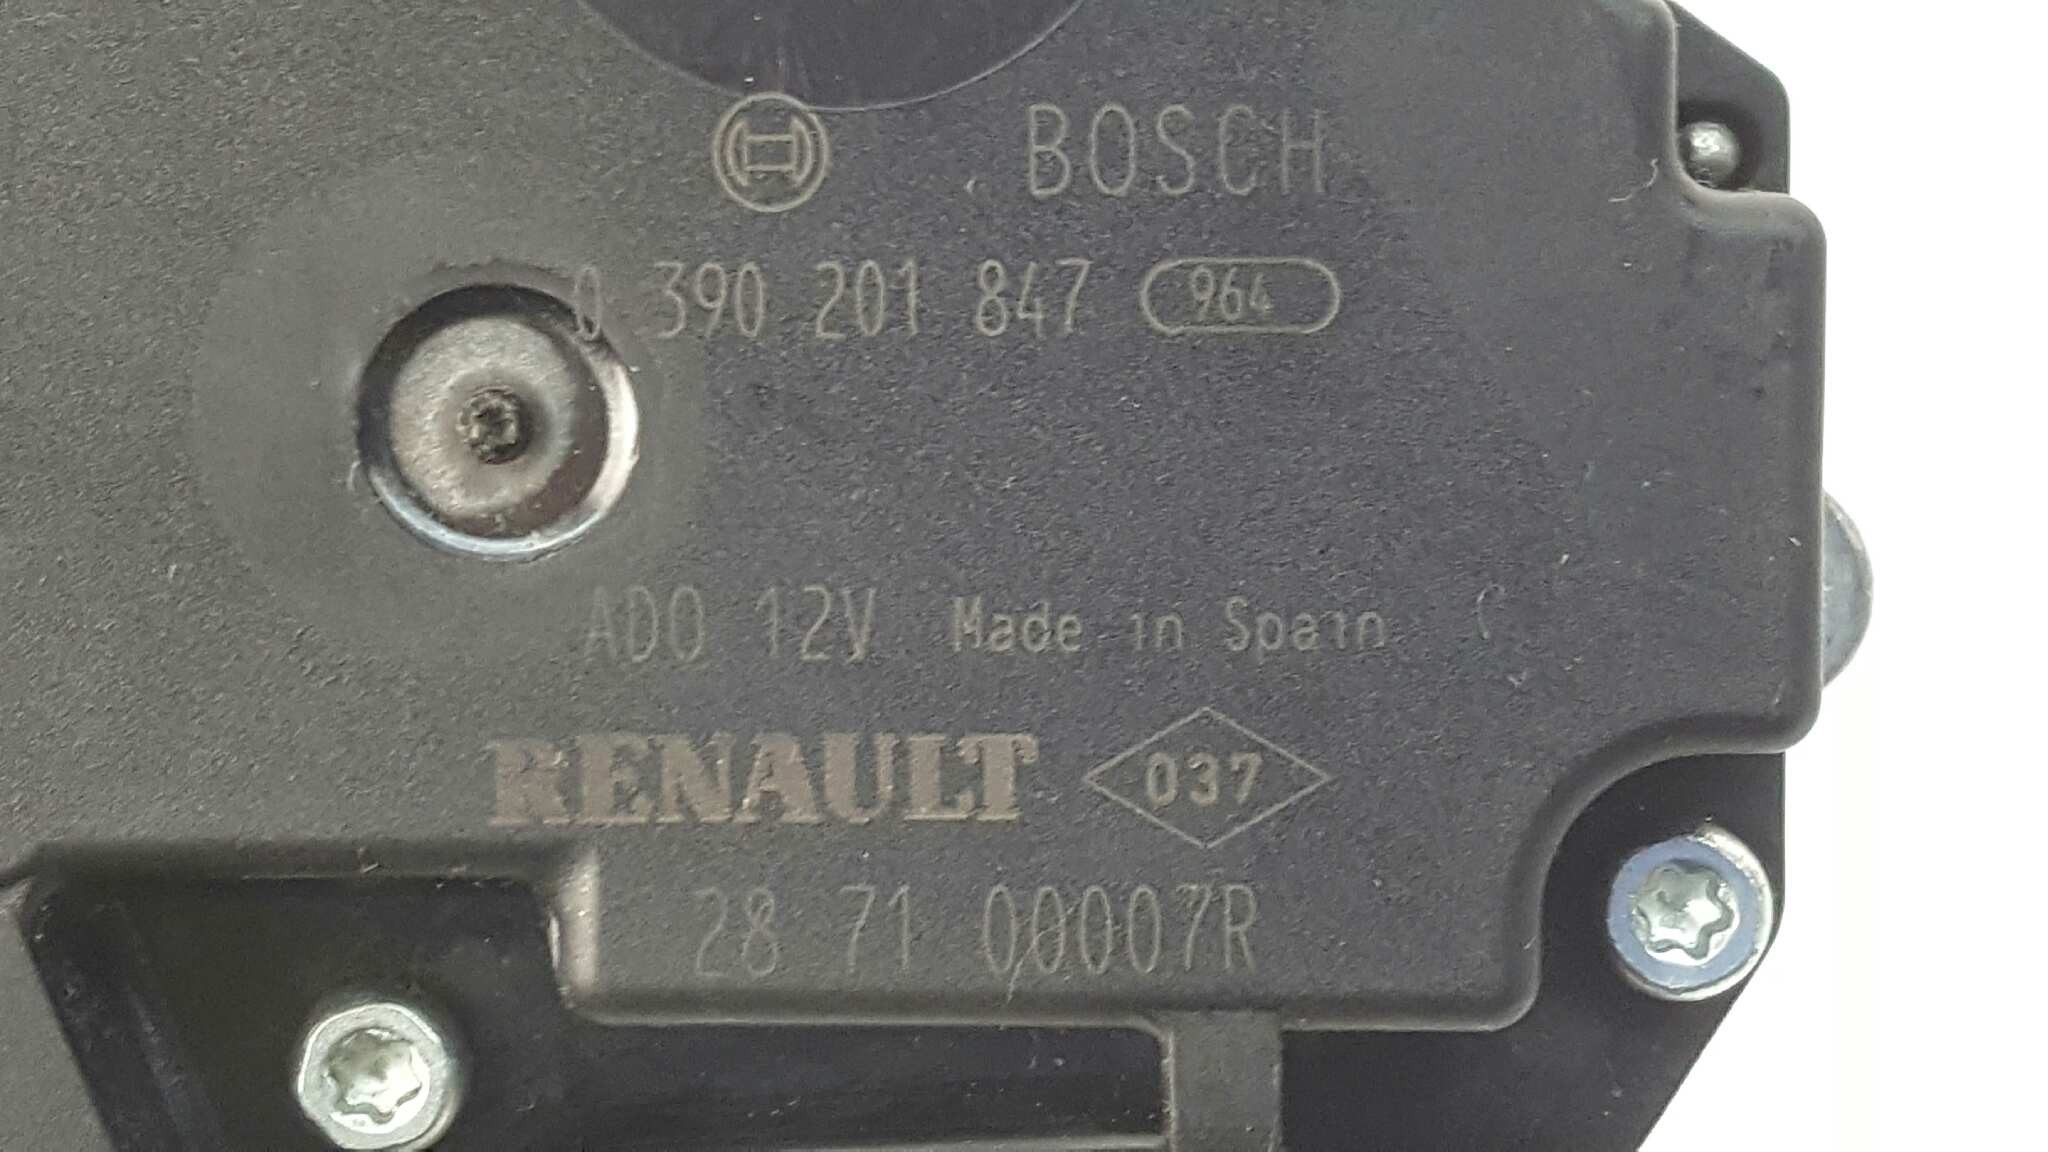 BOSCH
0 390 201 847 964
ADO 12V Made in Spain
RENAULT 037
28 71 00007R